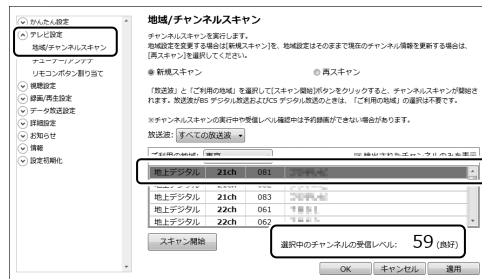 かんたん設定
テレビ設定
地域/チャンネルスキャン
チューナー/アンテナ
リモコンボタン割り当て
視聴設定
録画/再生設定
データ放送設定
詳細設定
お知らせ
情報
設定初期化
地域/チャンネルスキャン
チャンネルスキャンを実行します。
地域設定を変更する場合は[新規スキャン]を、地域設定はそのままで現在のチャンネル情報を更新する場合は、
[再スキャン]を選択してください。
新規スキャン 再スキャン
「放送波」と「ご利用の地域」を選択して[スキャン開始]ボタンをクリックすると、チャンネルスキャンが開始さ
れます。放送波がBS デジタル放送およびCS デジタル放送のときは、「ご利用の地域」の選択は不要です。
※チャンネルスキャンの実行中や受信レベル確認中は予約録画ができない場合があります。
放送波: すべての放送波
ご利用の地域: 東京 検出されたチャンネルのみを表示
地上デジタル 21ch 081
地上デジタル 21ch 083
地上デジタル 22ch 061
地上デジタル 22ch 062
スキャン開始
選択中のチャンネルの受信レベル: 59 (良好)
OK キャンセル 適用